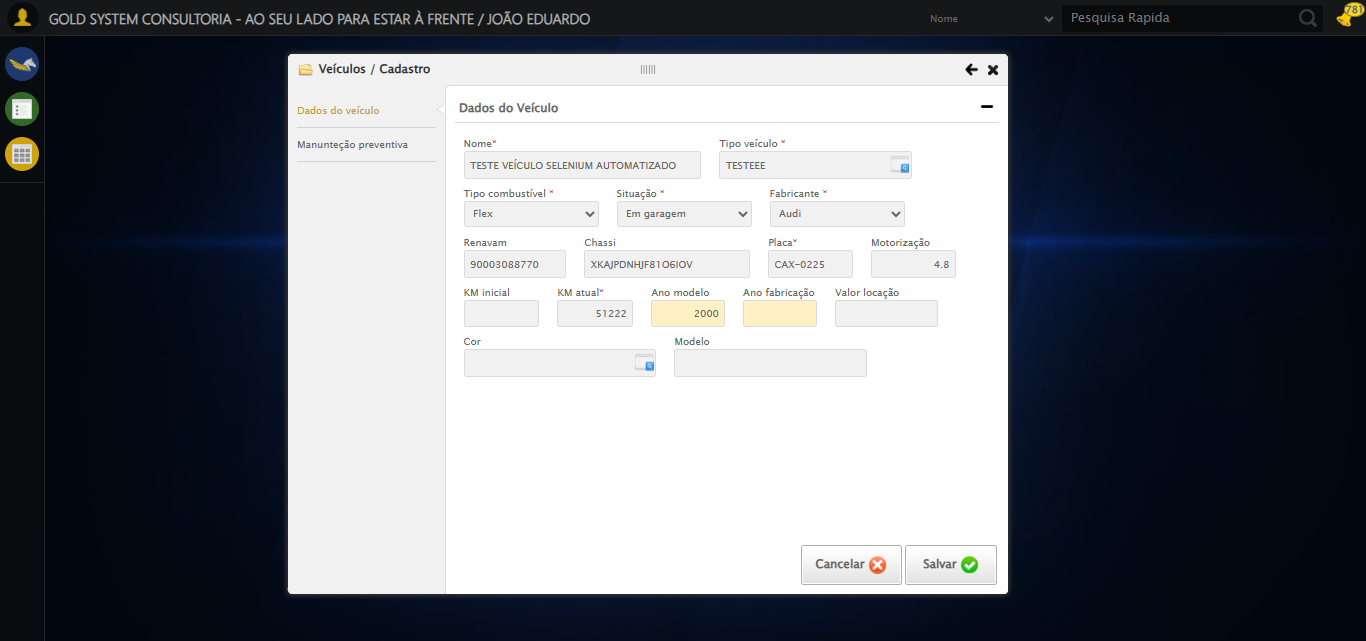 GOLD SYSTEM CONSULTORIA - AO SEU LADO PARA ESTAR À FRENTE / JOÃO EDUARDO
Nome
Pesquisa Rapida
781
Veículos / Cadastro
Dados do veículo
Manunteção preventiva
Dados do Veículo
Nome*
Tipo veículo *
TESTE VEÍCULO SELENIUM AUTOMATIZADO
TESTEEE
Tipo combustível *
Situação *
Fabricante *
Flex
Em garagem
Audi
Renavam
Chassi
Placa*
Motorização
90003088770
XKAJPDNHJF81O6IOV
CAX-0225
4.8
KM inicial
KM atual*
Ano modelo
Ano fabricação
Valor locação
51222
2000
Cor
Modelo
Cancelar
Salvar